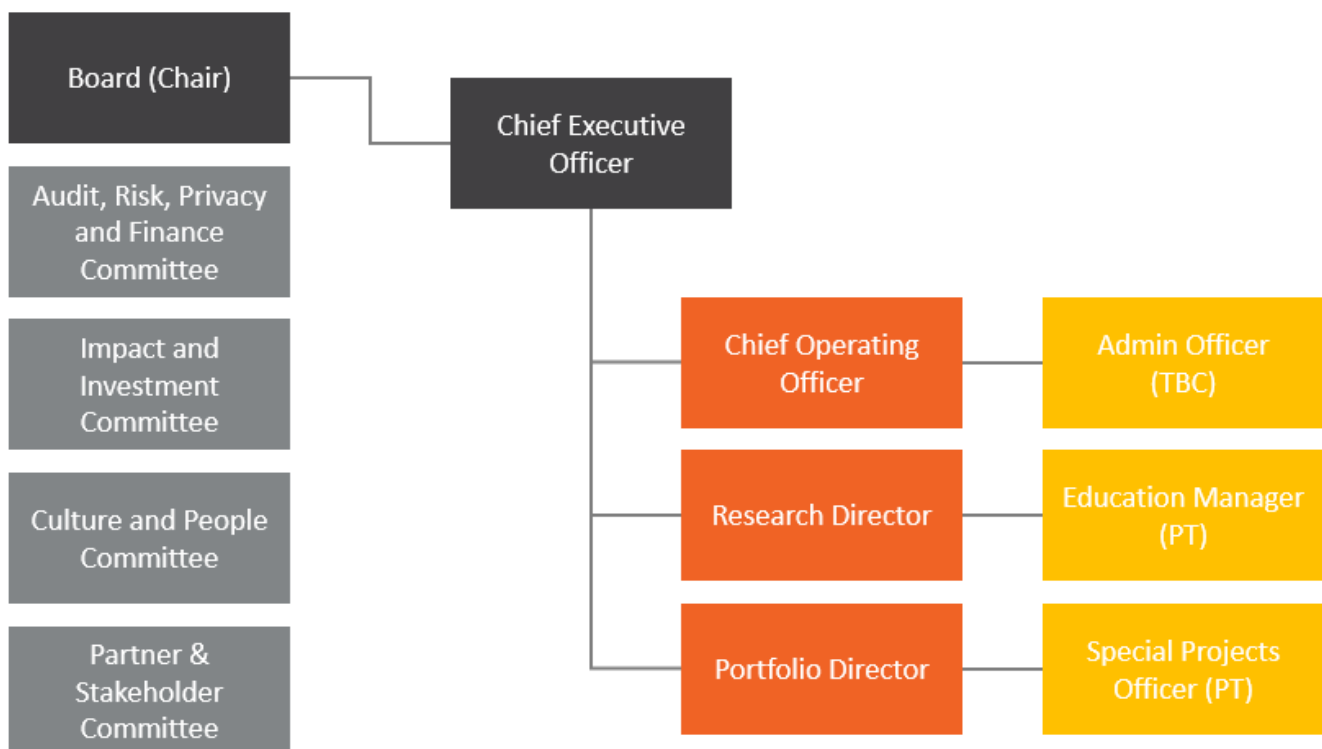 Board (Chair)
Chief Executive
Officer
Audit, Risk, Privacy
and Finance
Committee
Impact and
Investment
Committee
Culture and People
Committee
Partner &
Stakeholder
Committee
Chief Operating
Officer
Admin Officer
(TBC)
Research Director
Education Manager
(PT)
Portfolio Director
Special Projects
Officer (PT)